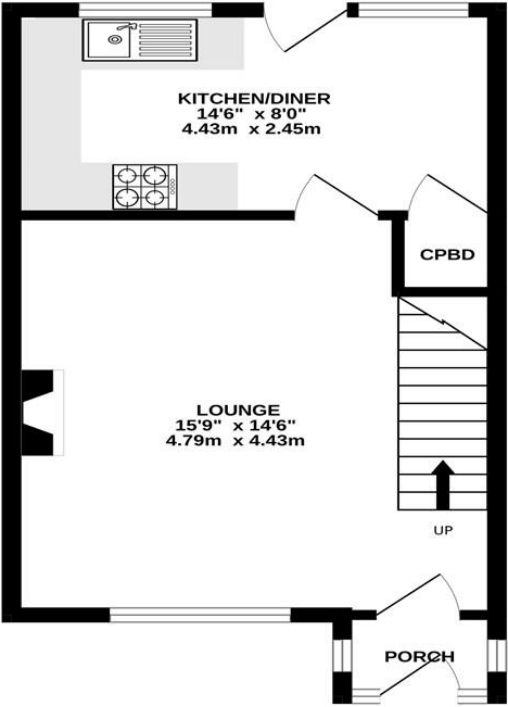 KITCHEN/DINER
14'6" x 8'0"
4.43m x 2.45m
CPBD
LOUNGE
15'9" x 14'6"
4.79m x 4.43m
UP
PORCH